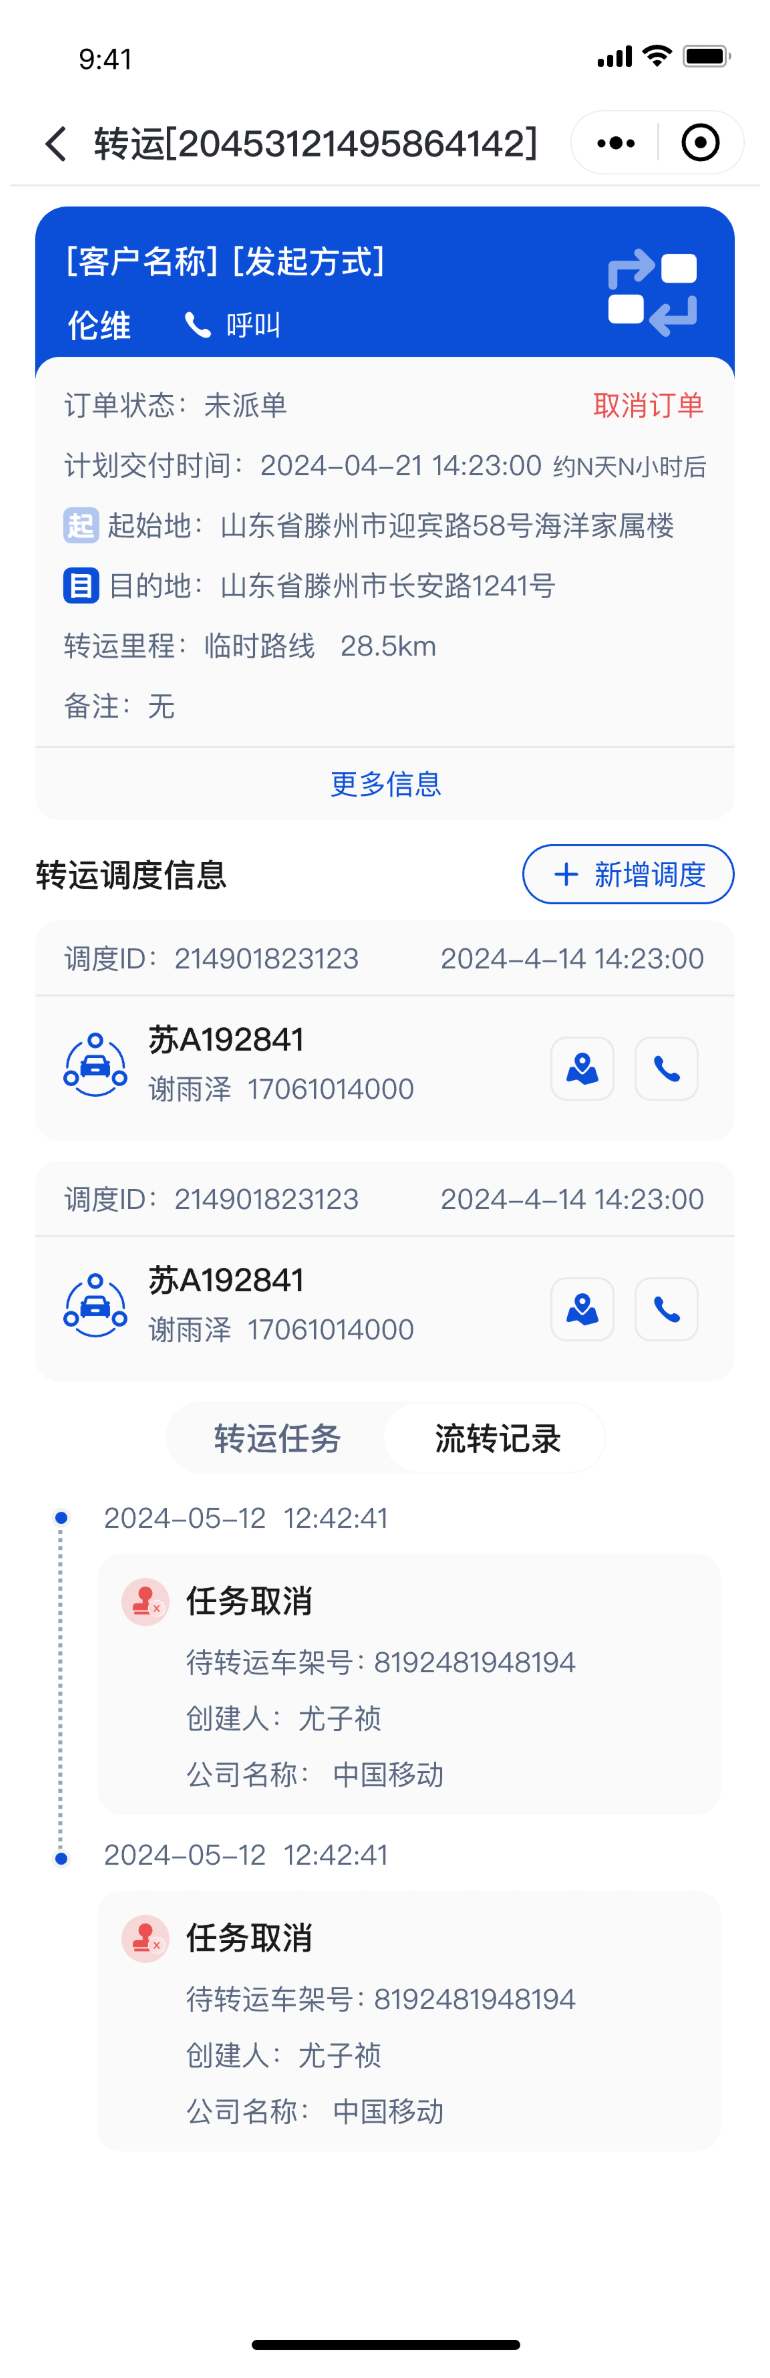 9:41
转运[20453121495864142]
[客户名称] [发起方式]
伦维 呼叫
订单状态：未派单 取消订单
计划交付时间：2024-04-21 14:23:00 约N天N小时后
起 起始地：山东省滕州市迎宾路58号海洋家属楼
目 目的地：山东省滕州市长安路1241号
转运里程：临时路线 28.5km
备注：无
更多信息
转运调度信息 + 新增调度
调度ID：214901823123 2024-4-14 14:23:00
苏A192841
谢雨泽 17061014000
调度ID：214901823123 2024-4-14 14:23:00
苏A192841
谢雨泽 17061014000
转运任务 流转记录
2024-05-12 12:42:41
任务取消
待转运车架号：8192481948194
创建人：尤子祯
公司名称：中国移动
2024-05-12 12:42:41
任务取消
待转运车架号：8192481948194
创建人：尤子祯
公司名称：中国移动